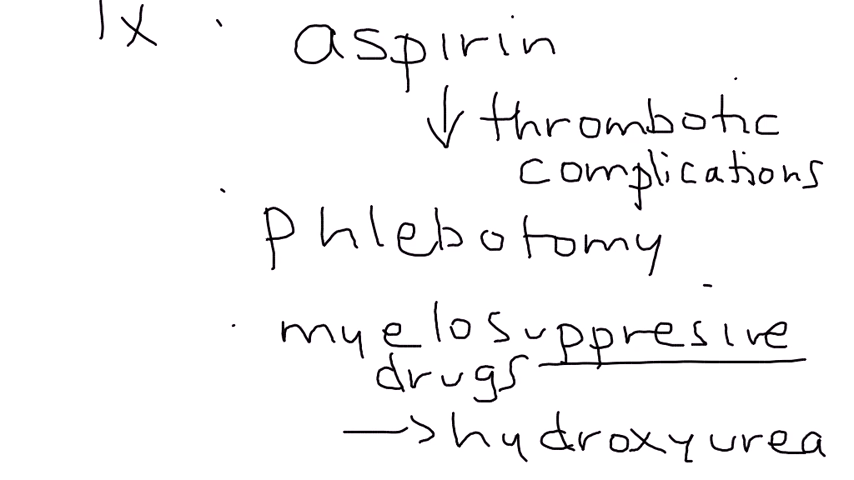 Tx • aspirin
↓ thrombotic
complications
• phlebotomy
• myelosuppresive
drugs
→ hydroxyurea